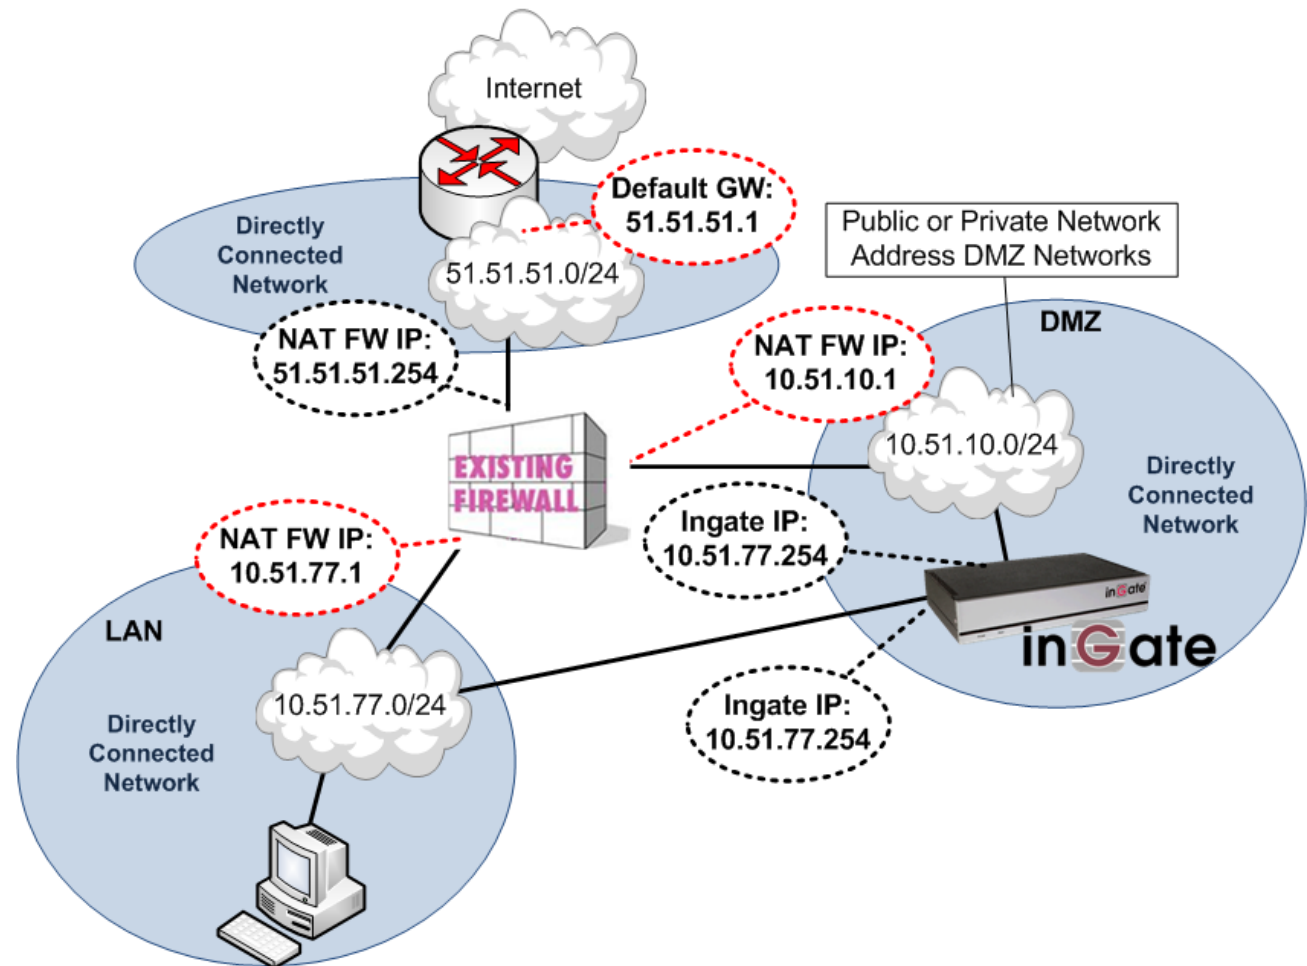 Internet
Default GW:
51.51.51.1
Directly
Connected
Network
51.51.51.0/24
Public or Private Network
Address DMZ Networks
NAT FW IP:
51.51.51.254
NAT FW IP:
10.51.10.1
DMZ
10.51.10.0/24
Directly
Connected
Network
EXISTING
FIREWALL
Ingate IP:
10.51.77.254
NAT FW IP:
10.51.77.1
inGate
inGate
LAN
10.51.77.0/24
Ingate IP:
10.51.77.254
Directly
Connected
Network